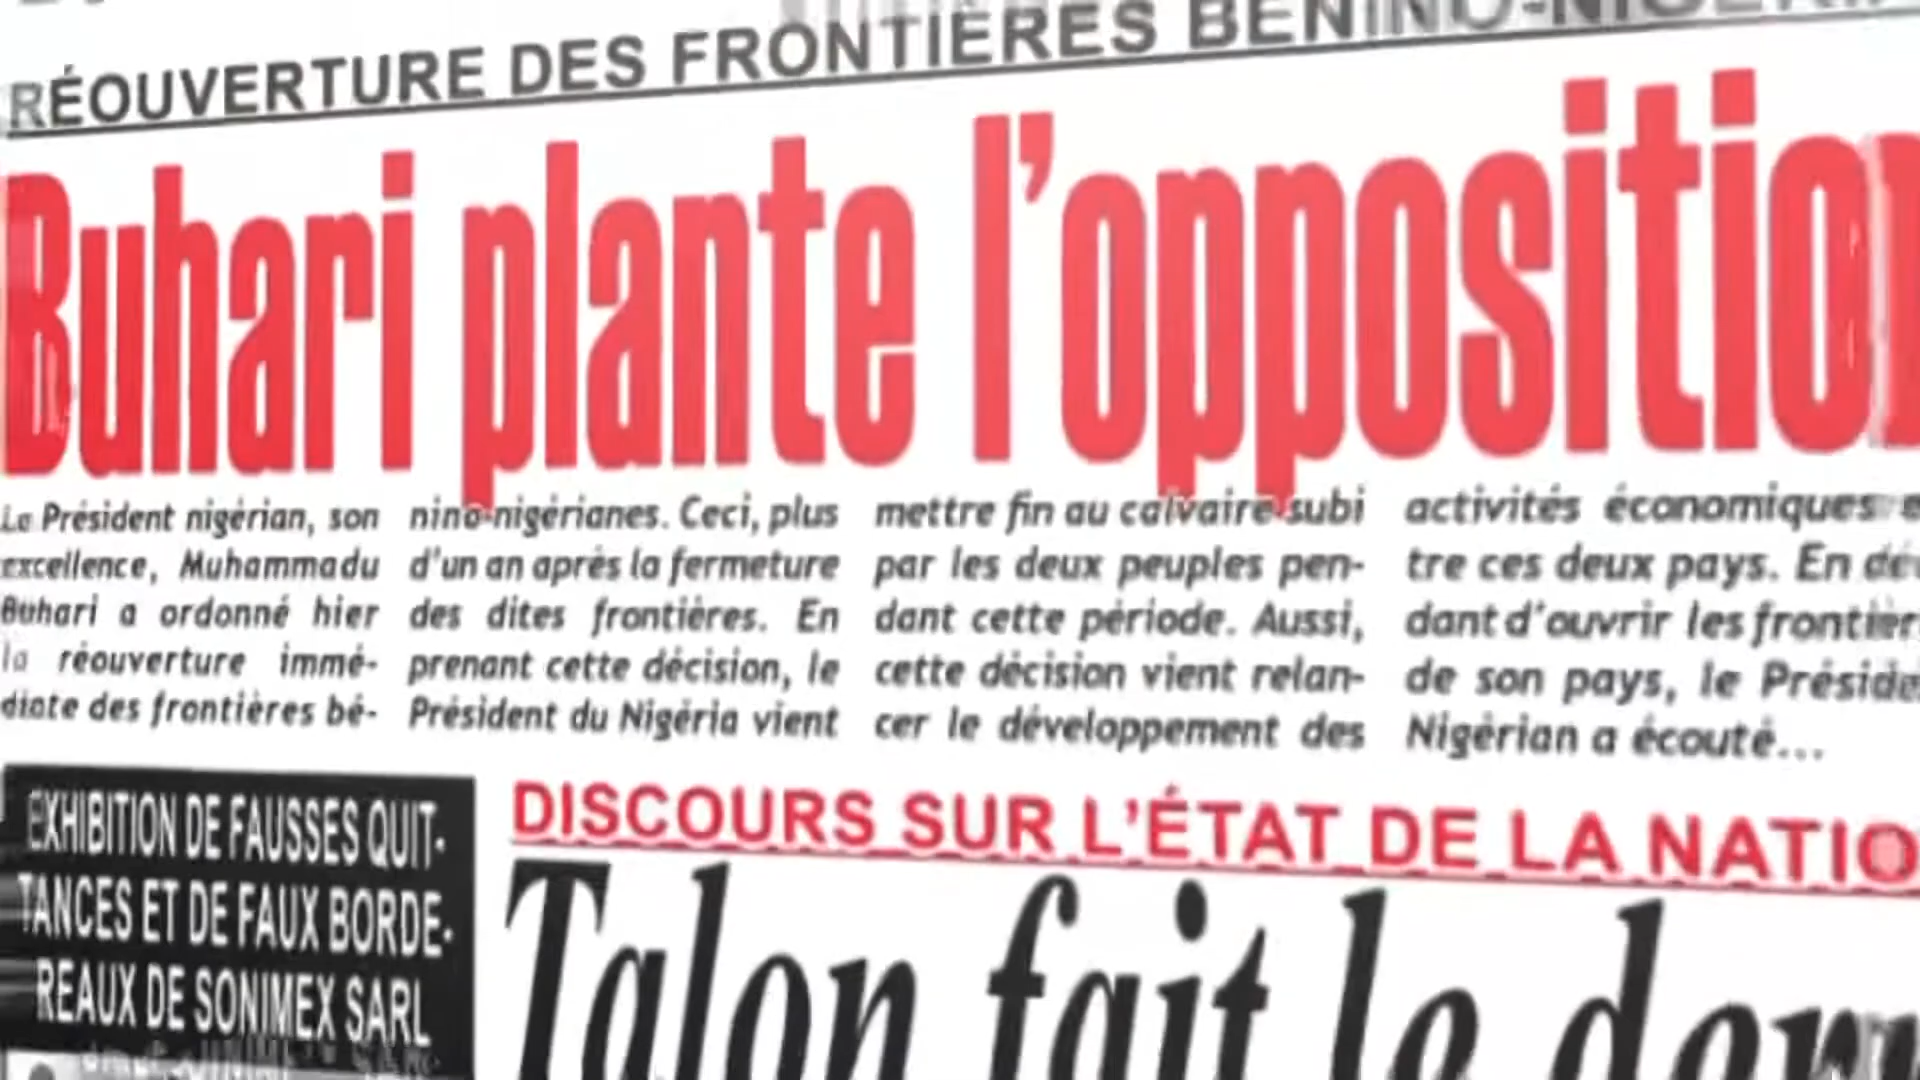 RÉOUVERTURE DES FRONTIÈRES
Buhari plante l'opposition
Le Président nigérian, son
excellence, Muhammadu
Buhari a ordonné hier
la réouverture immé-
diate des frontières bé-
nino-nigérianes. Ceci, plus
d'un an après la fermeture
des dites frontières. En
prenant cette décision, le
Président du Nigéria vient
mettre fin au calvaire subi
par les deux peuples pen-
dant cette période. Aussi,
cette décision vient relan-
cer le développement des
activités économiques
tre ces deux pays. En
dant d'ouvrir les
de son pays, le
Nigérian a écouté...
EXHIBITION DE FAUSSES QUIT-
TANCES ET DE FAUX BORDE-
REAUX DE SONIMEX SARL
DISCOURS SUR L'ÉTAT DE LA NATIO
Talon fait le